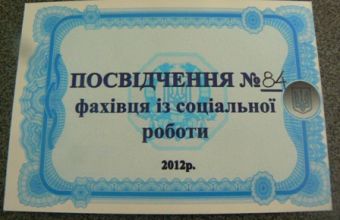 ПОСВІДЧЕННЯ №84
фахівця із соціальної
роботи
2012р.